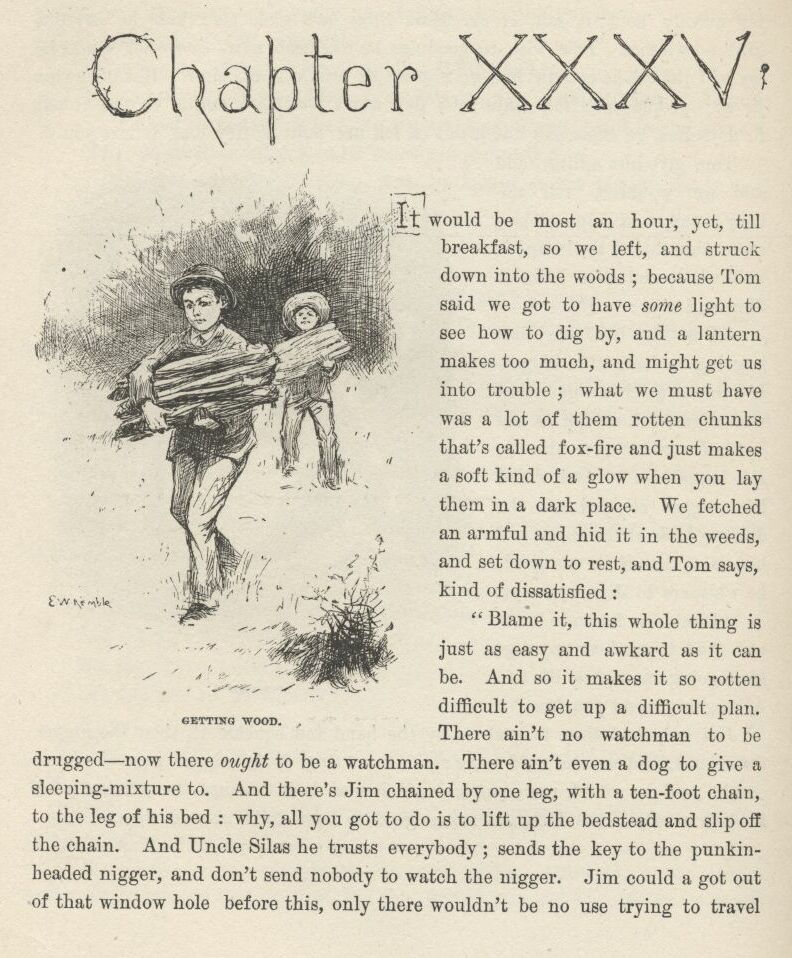 Chapter XXXV.
It would be most an hour, yet, till
breakfast, so we left, and struck
down into the woods ; because Tom
said we got to have some light to
see how to dig by, and a lantern
makes too much, and might get us
into trouble ; what we must have
was a lot of them rotten chunks
that's called fox-fire and just makes
a soft kind of a glow when you lay
them in a dark place. We fetched
an armful and hid it in the weeds,
and set down to rest, and Tom says,
kind of dissatisfied :
"Blame it, this whole thing is
just as easy and awkard as it can
be. And so it makes it so rotten
difficult to get up a difficult plan.
There ain't no watchman to be
E W Kemble
GETTING WOOD.
drugged—now there ought to be a watchman. There ain't even a dog to give a
sleeping-mixture to. And there's Jim chained by one leg, with a ten-foot chain,
to the leg of his bed : why, all you got to do is to lift up the bedstead and slip off
the chain. And Uncle Silas he trusts everybody ; sends the key to the punkin-
headed nigger, and don't send nobody to watch the nigger. Jim could a got out
of that window hole before this, only there wouldn't be no use trying to travel